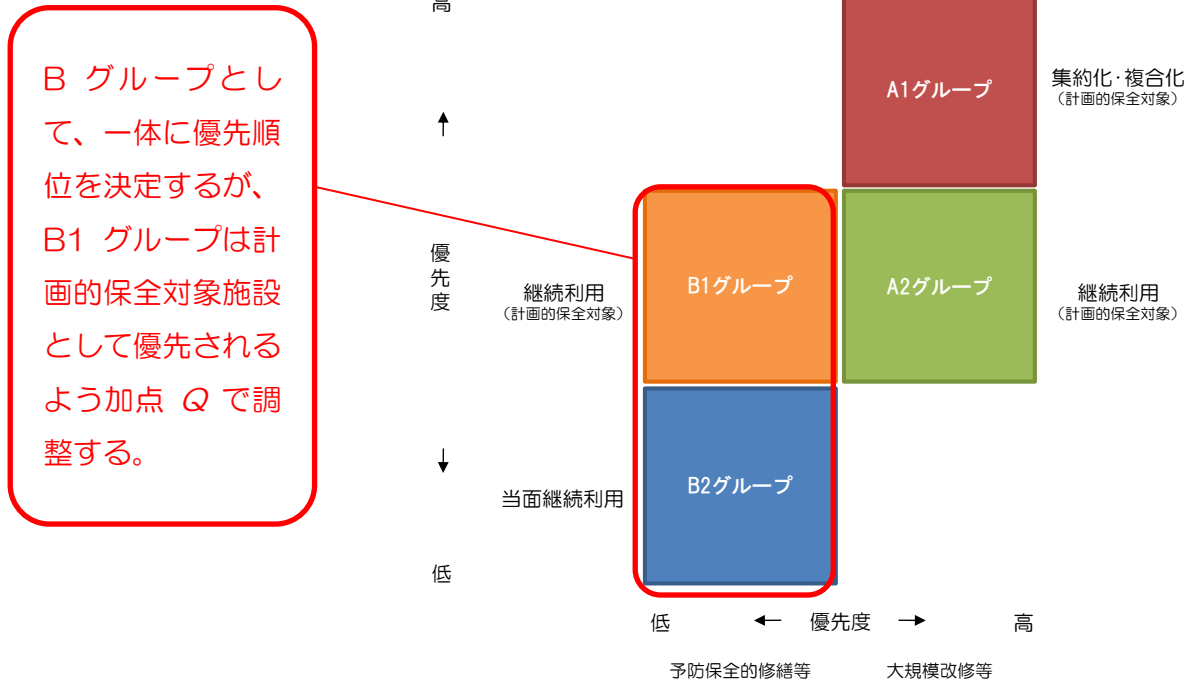 高
B グループとし
て、一体に優先順
位を決定するが、
B1 グループは計
画的保全対象施設
として優先される
よう加点 Q で調
整する。
A1グループ
集約化・複合化
（計画的保全対象）
↑
優先度
継続利用
（計画的保全対象）
B1グループ
A2グループ
継続利用
（計画的保全対象）
↓
当面継続利用
B2グループ
低
低 ← 優先度 → 高
予防保全的修繕等 大規模改修等